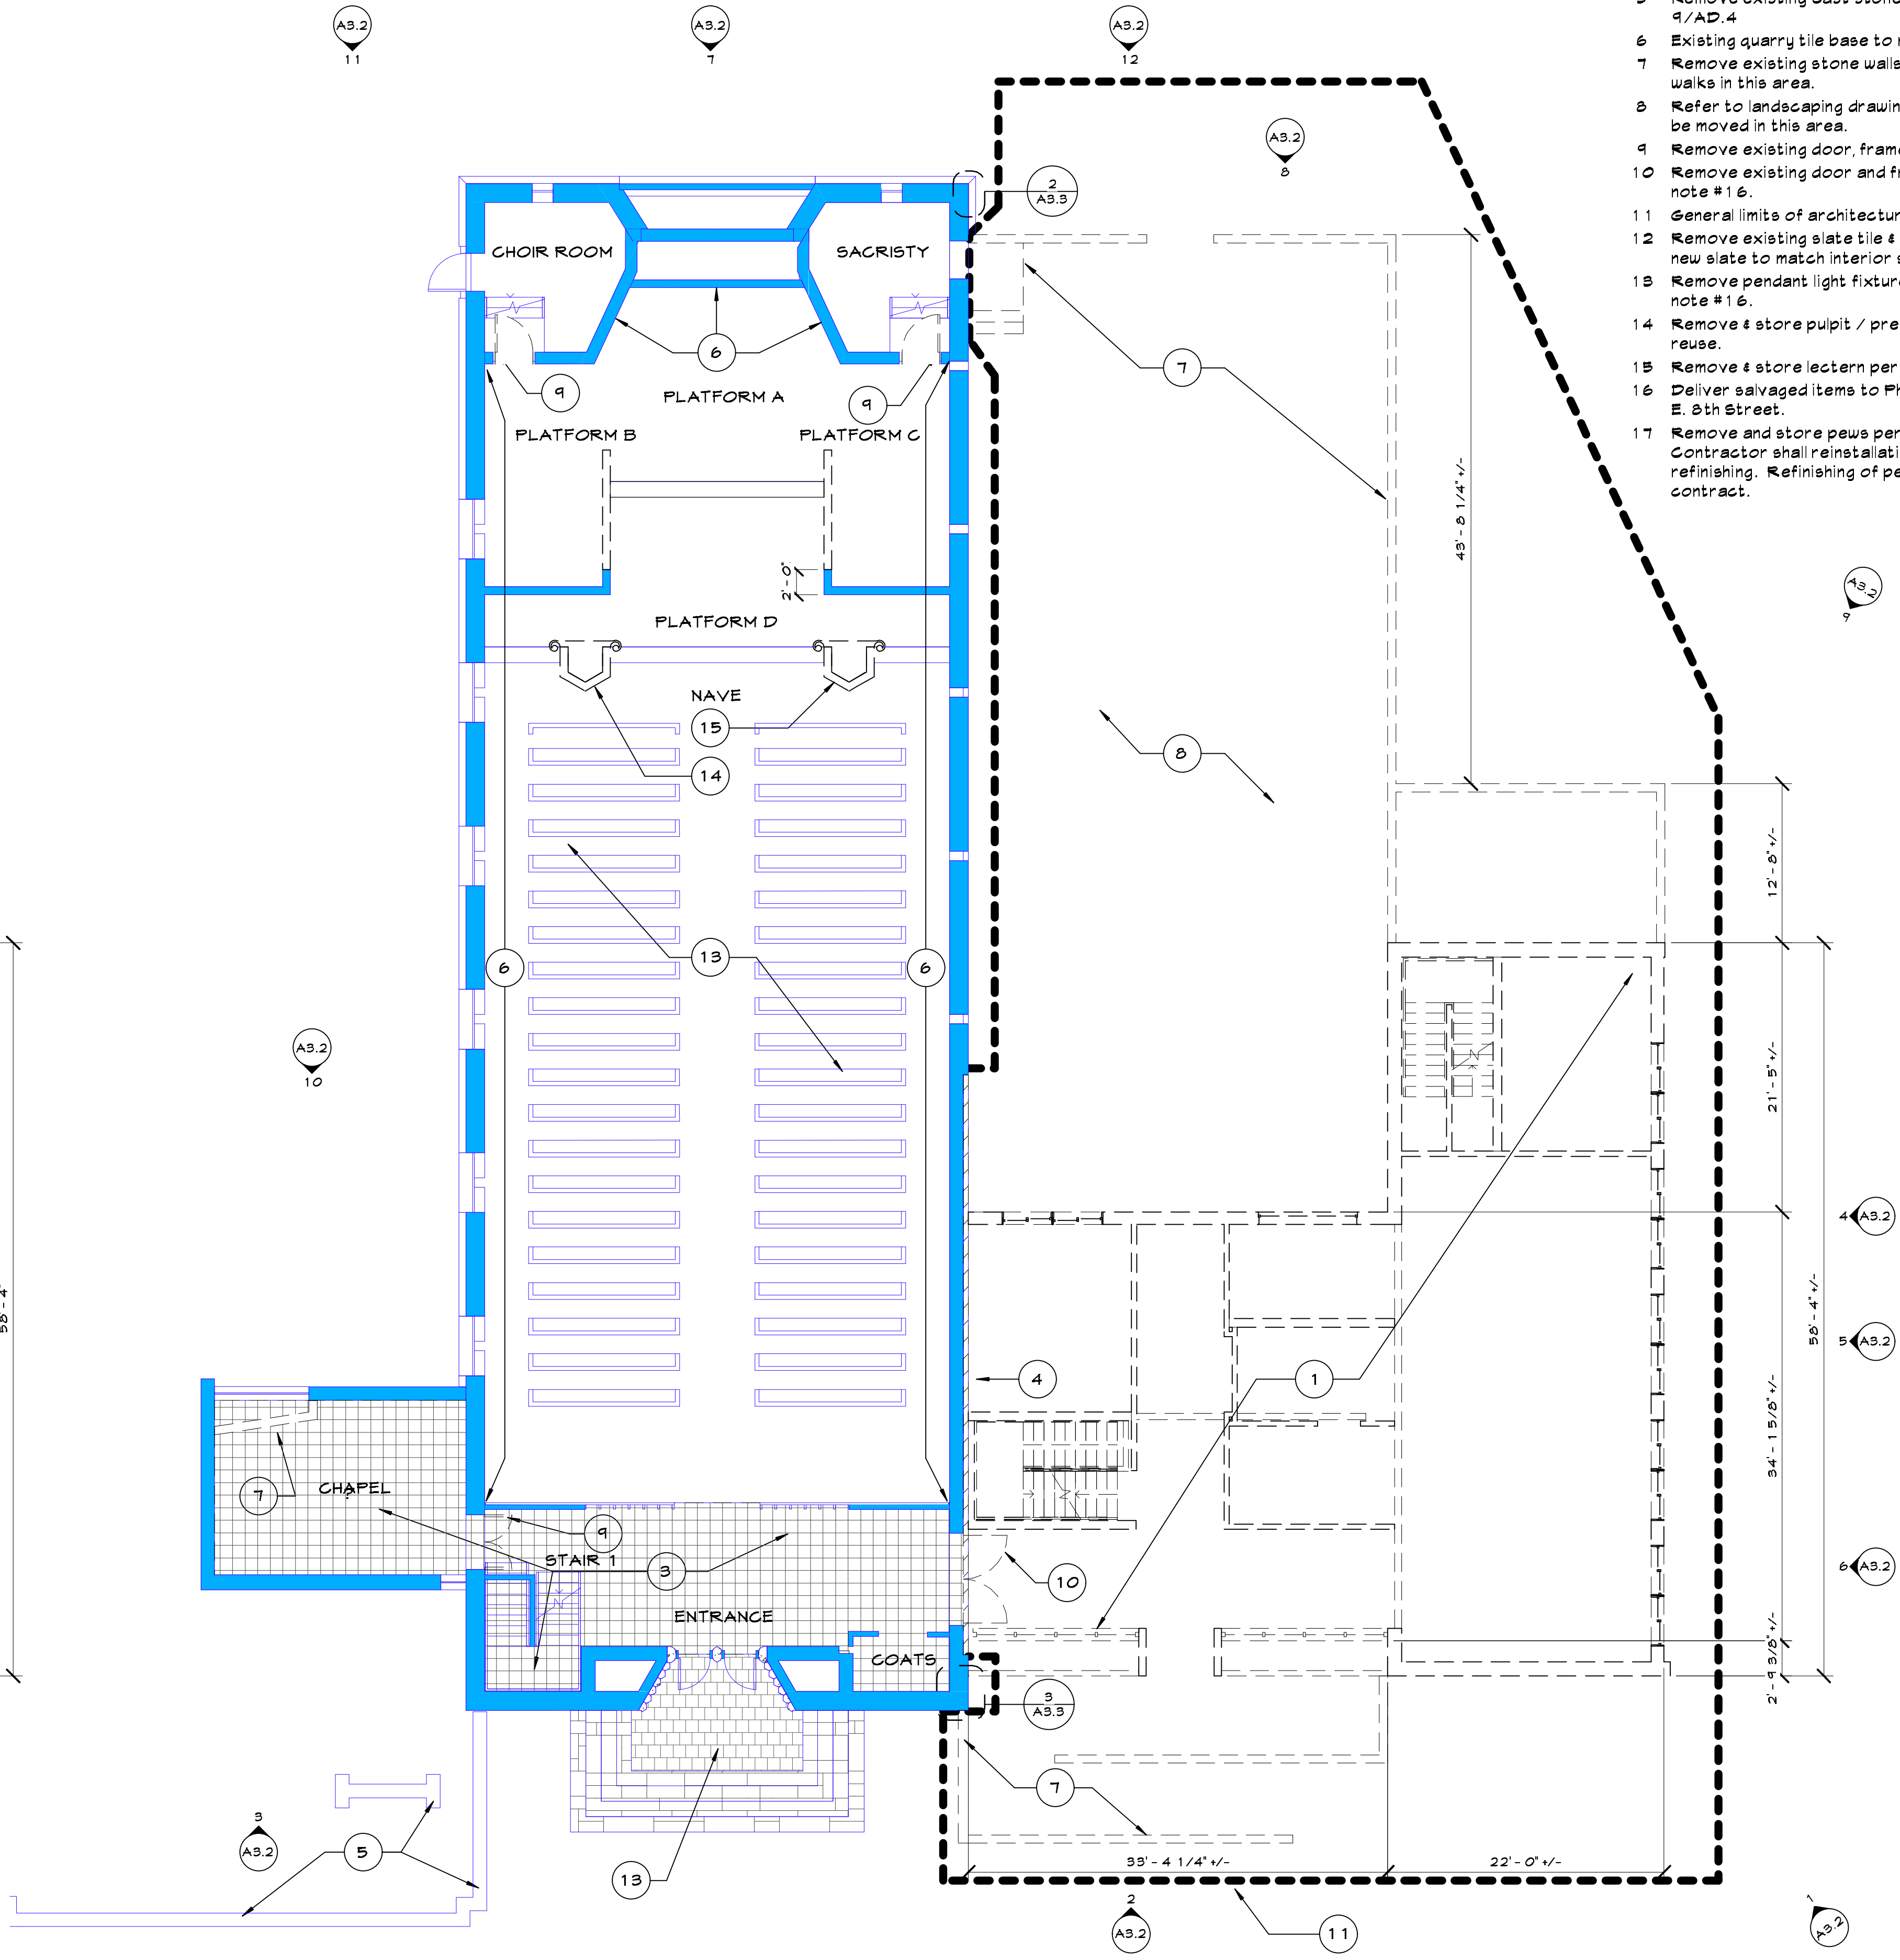 A3.2
11
A3.2
7
A3.2
12
A3.2
8
9/AD.4
6 Existing quarry tile base to
7 Remove existing stone walls
walks in this area.
8 Refer to landscaping
be moved in this area.
9 Remove existing door,
10 Remove existing door and
note #16.
11 General limits of
12 Remove existing slate tile &
new slate to match interior
13 Remove pendant light
note #16.
14 Remove & store pulpit /
reuse.
15 Remove & store lectern per
16 Deliver salvaged items to
E. 8th Street.
17 Remove and store pews per
Contractor shall
refinishing. Refinishing of
contract.
2
A3.3
CHOIR ROOM
SACRISTY
6
7
9
9
PLATFORM A
PLATFORM B
PLATFORM C
43' - 8 1/4" +/-
2' - 0"
A3.2
9
PLATFORM D
NAVE
15
14
8
12' - 8" +/-
6
13
6
A3.2
10
21' - 5" +/-
4 A3.2
58' - 4"
58' - 4" +/-
5 A3.2
4
1
34' - 1 5/8" +/-
7
CHAPEL
?
9
STAIR 1
3
10
6 A3.2
ENTRANCE
COATS
2' - 9 3/8" +/-
3
A3.3
7
3
A3.2
5
13
33' - 4 1/4" +/-
22' - 0" +/-
2
A3.2
11
1
A3.2